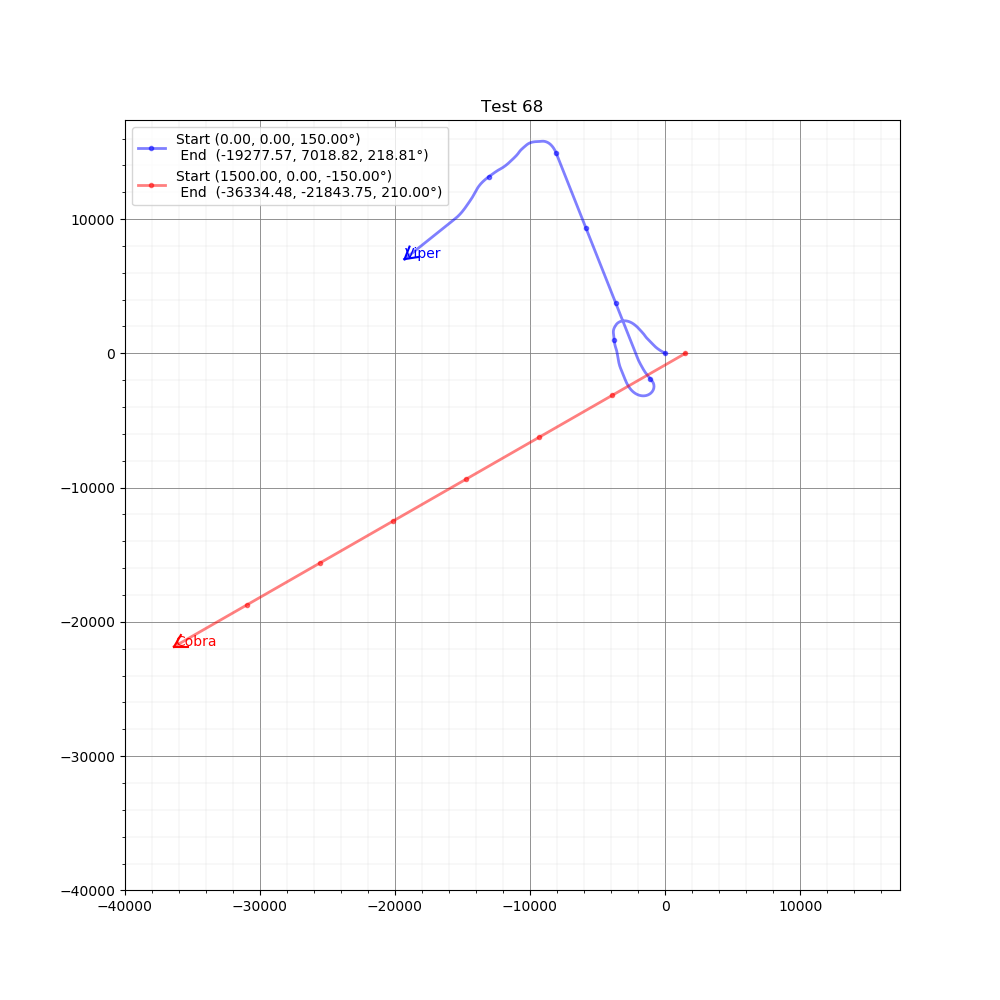 Test 68
Start (0.00, 0.00, 150.00°)
End  (-19277.57, 7018.82, 218.81°)
Start (1500.00, 0.00, -150.00°)
End  (-36334.48, -21843.75, 210.00°)
10000
0
−10000
−20000
−30000
−40000
Viper
Cobra
−40000 −30000 −20000 −10000 0 10000